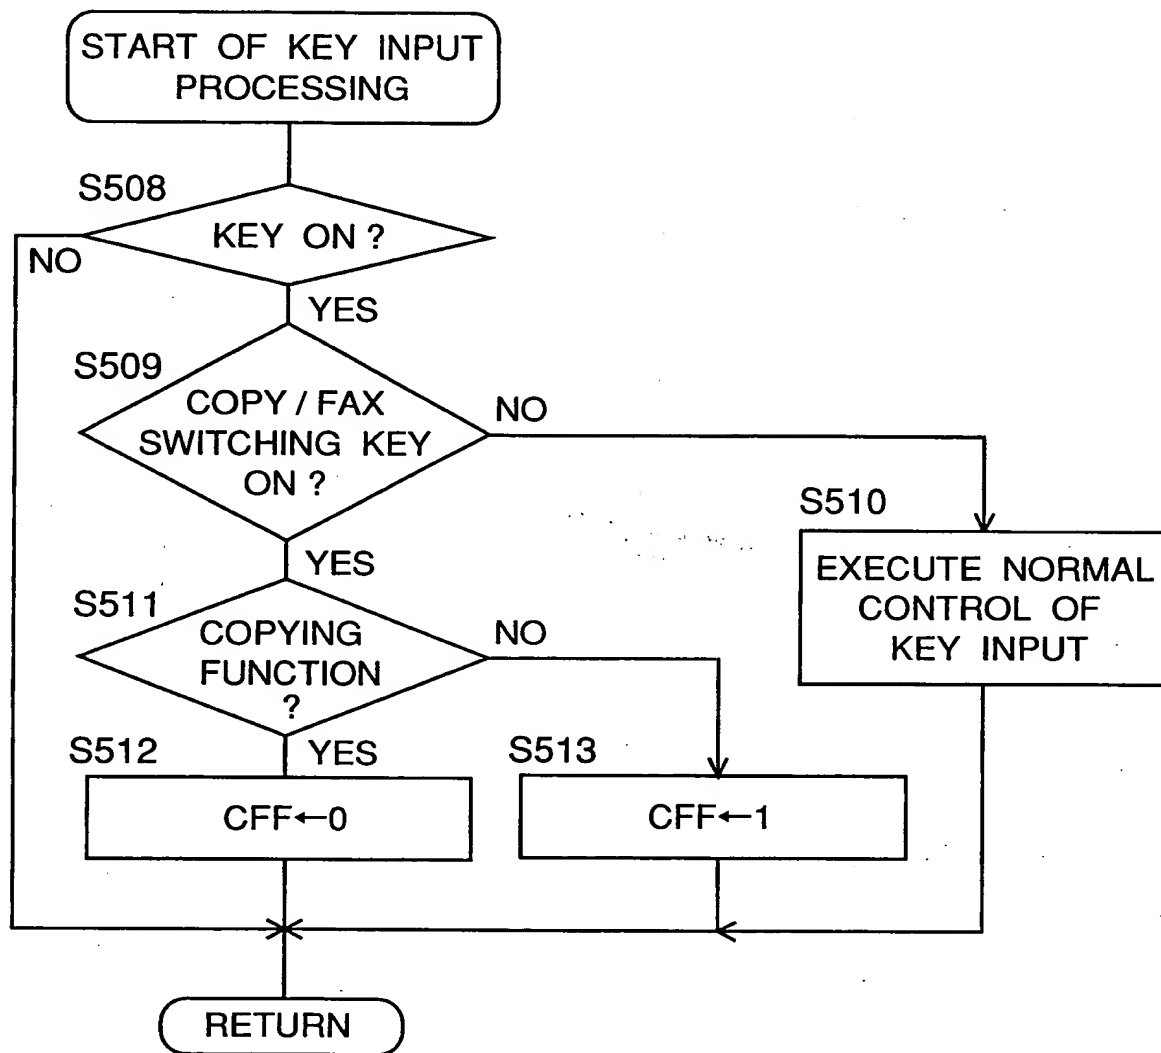 START OF KEY INPUT
PROCESSING
S508
KEY ON ?
NO
YES
S509
COPY / FAX
SWITCHING KEY
ON ?
NO
YES
S510
EXECUTE NORMAL
CONTROL OF
KEY INPUT
S511
COPYING
FUNCTION
?
NO
YES
S512
CFF←0
S513
CFF←1
RETURN